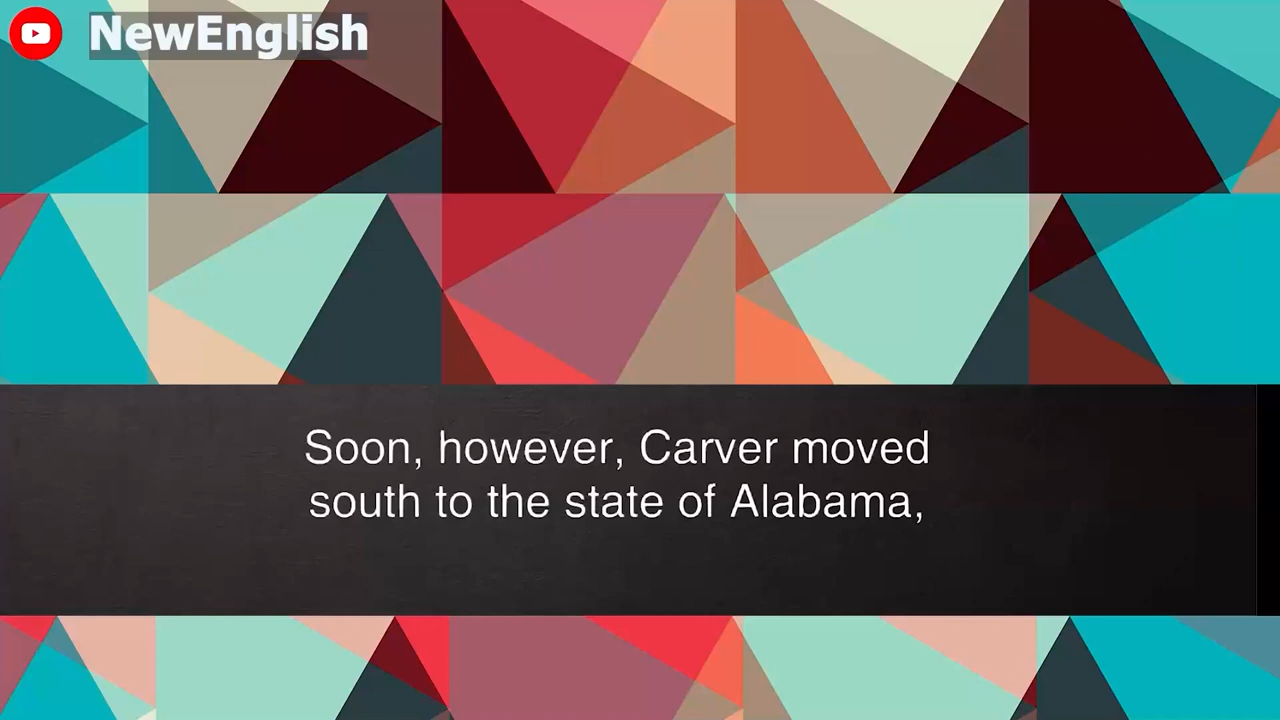 NewEnglish
Soon, however, Carver moved
south to the state of Alabama,